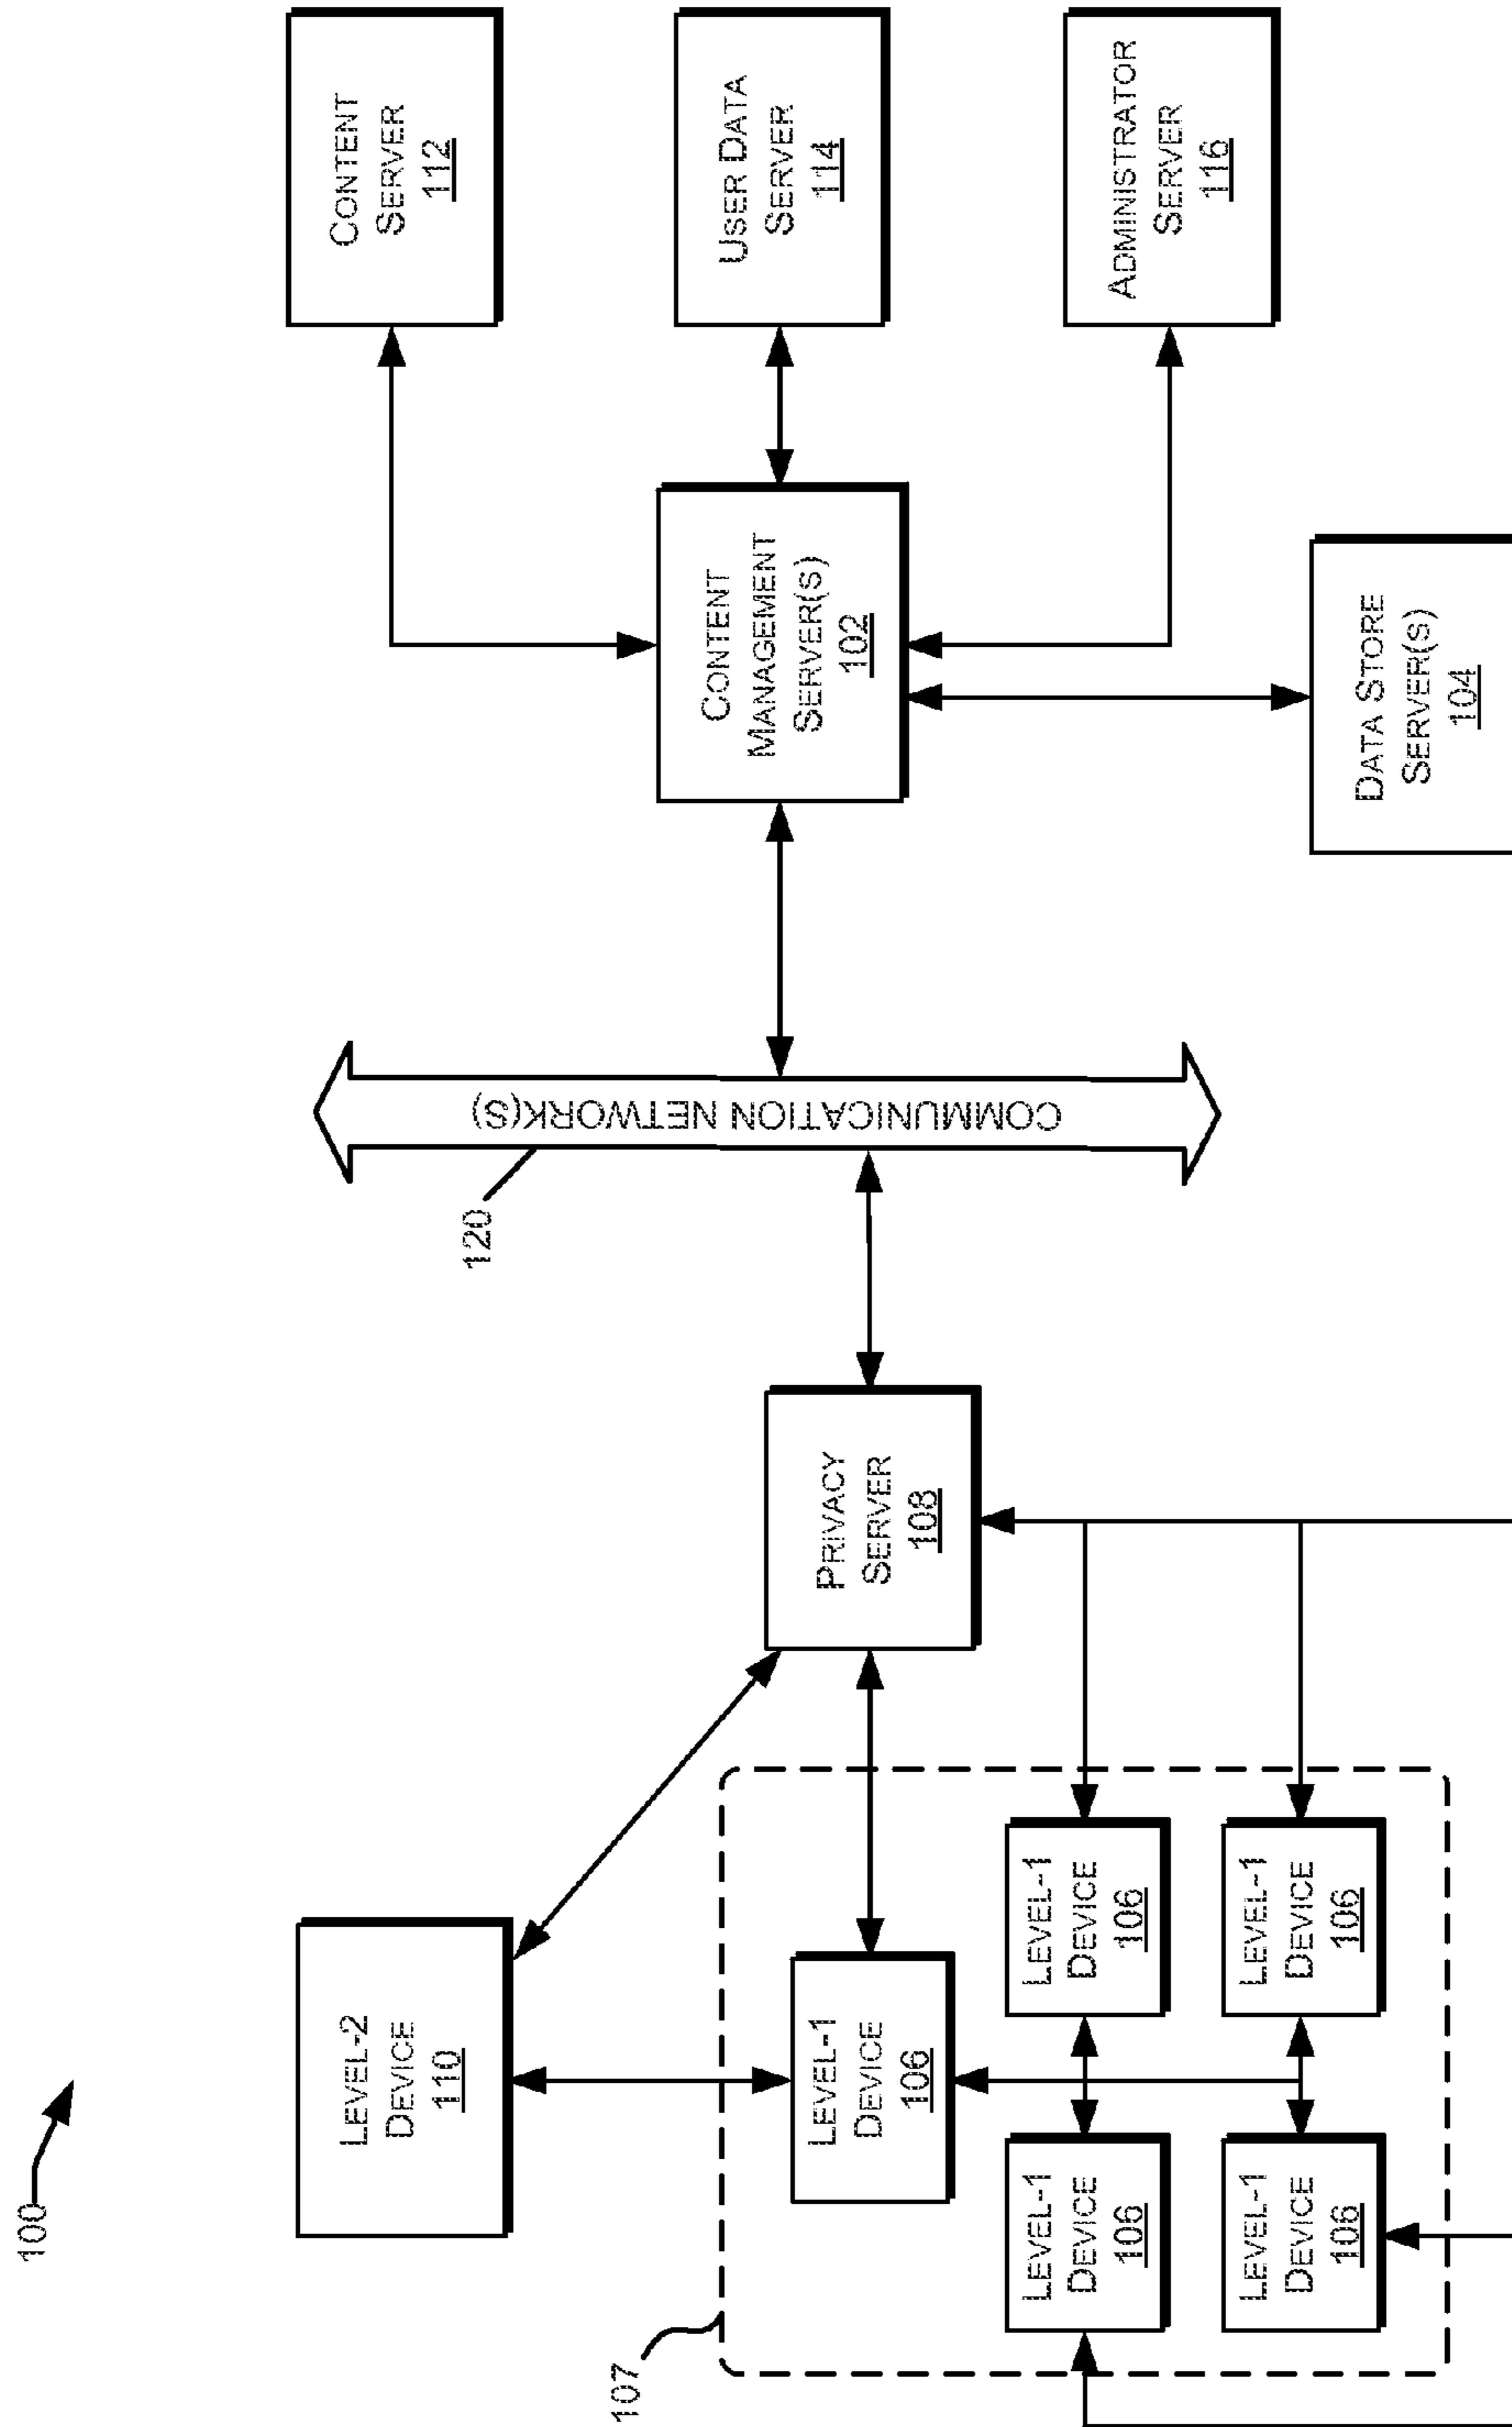 100
LEVEL-2
DEVICE
110
107
LEVEL-1
DEVICE
106
LEVEL-1
DEVICE
106
LEVEL-1
DEVICE
106
LEVEL-1
DEVICE
106
LEVEL-1
DEVICE
106
PRIVACY
SERVER
108
120
COMMUNICATION NETWORK(S)
CONTENT
MANAGEMENT
SERVER(S)
102
DATA STORE
SERVER(S)
104
CONTENT
SERVER
112
USER DATA
SERVER
114
ADMINISTRATOR
SERVER
116